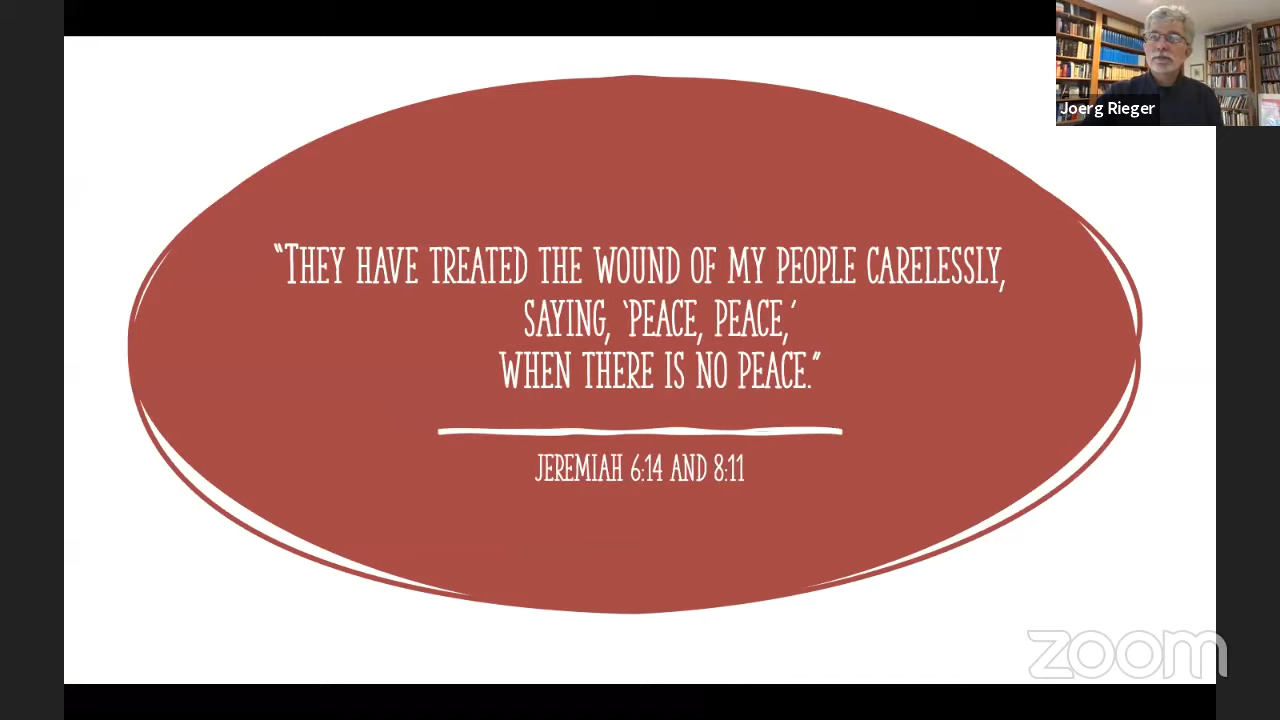 Joerg Rieger
“They have treated the wound of my people carelessly,
saying, ‘Peace, peace,’
when there is no peace.”
Jeremiah 6:14 and 8:11
zoom